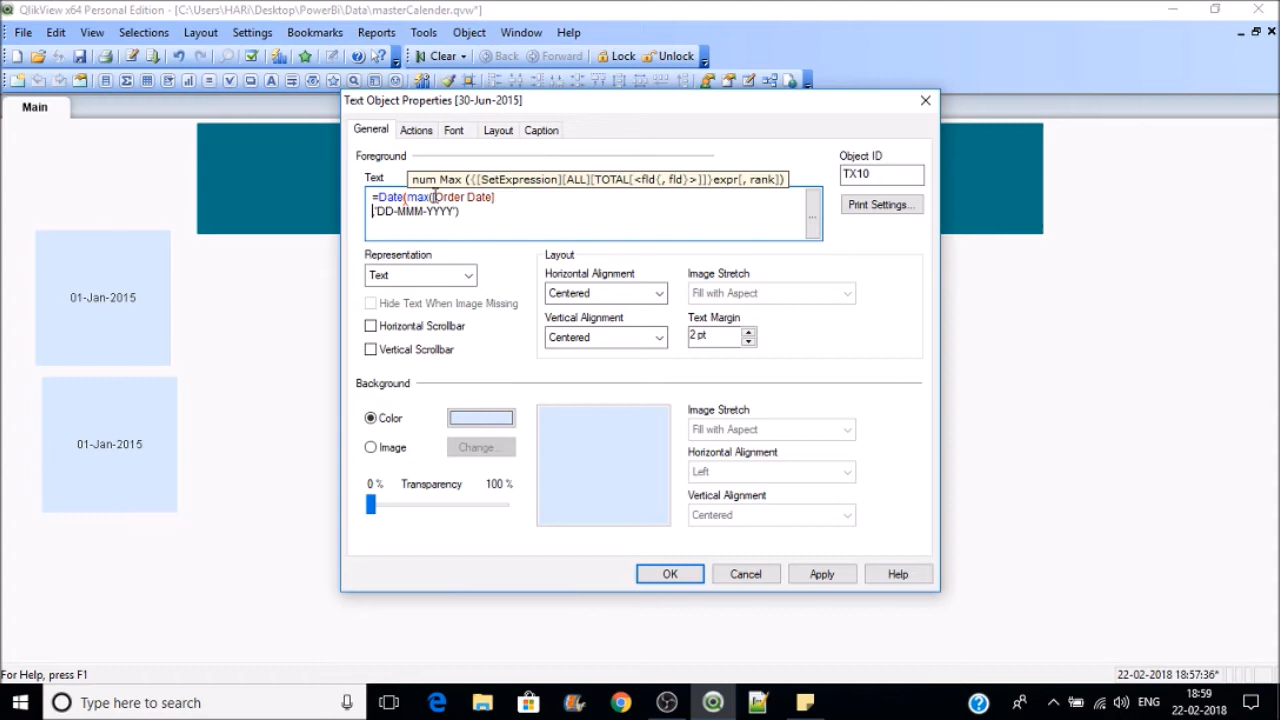 QlikView x64 Personal Edition - [C:\Users\HARi\Desktop\PowerBi\Data\masterCalender.qvw*]
File Edit View Selections Layout Settings Bookmarks Reports Tools Object Window Help
Clear Back Forward Lock Unlock
Main
Text Object Properties [30-Jun-2015]
General Actions Font Layout Caption
Foreground
Object ID
Text
num Max ({[SetExpression][ALL][TOTAL[<fld{, fld}>]]}expr[, rank])
TX10
=Date(max([Order Date]
,'DD-MMM-YYYY')
...
Print Settings...
Representation
Layout
Text
Horizontal Alignment
Image Stretch
Centered
Fill with Aspect
Hide Text When Image Missing
Horizontal Scrollbar
Vertical Alignment
Text Margin
Centered
2 pt
Vertical Scrollbar
01-Jan-2015
Background
Color
Image Stretch
Fill with Aspect
Image
Change...
Horizontal Alignment
Left
0 % Transparency 100 %
Vertical Alignment
Centered
01-Jan-2015
OK Cancel Apply Help
For Help, press F1
22-02-2018 18:57:36*
Type here to search
ENG
18:59
22-02-2018